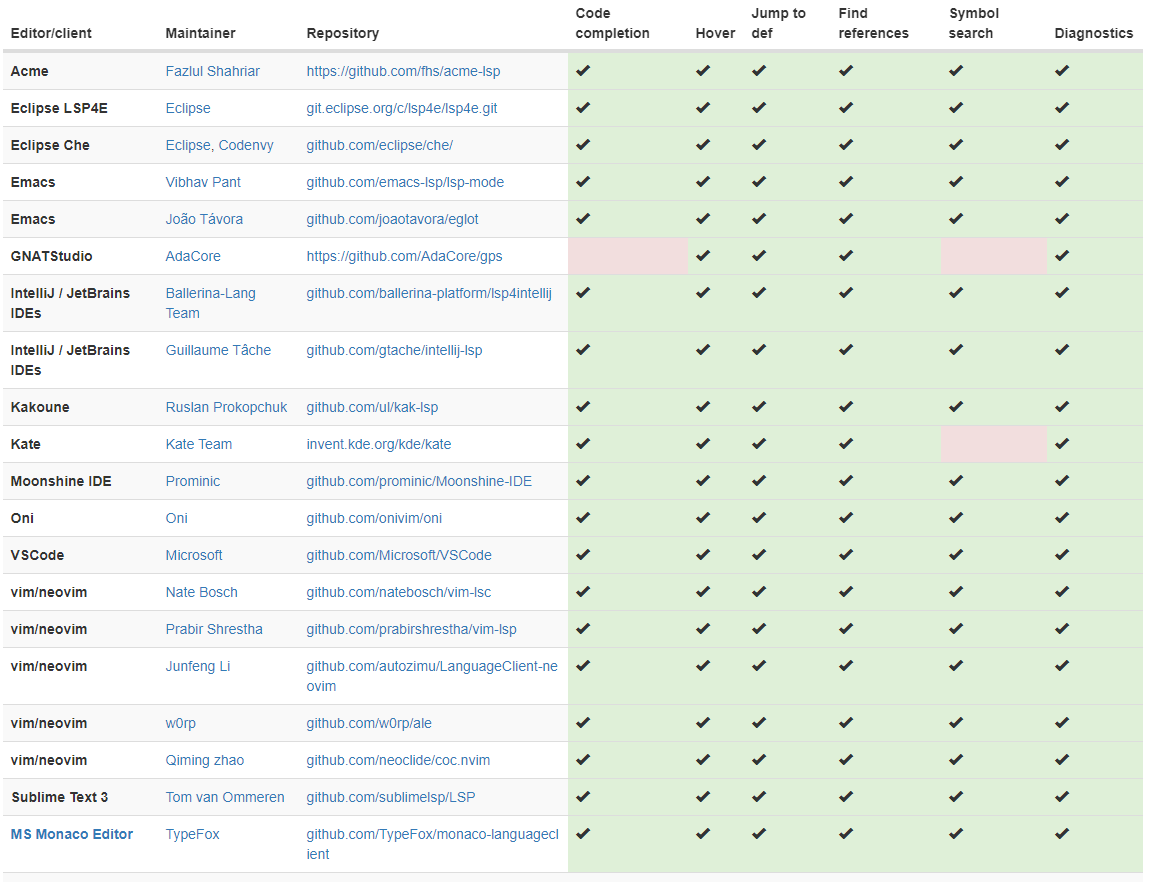 Editor/client Maintainer Repository Code completion Hover Jump to def Find references Symbol search Diagnostics
Acme Fazlul Shahriar https://github.com/fhs/acme-lsp ✔ ✔ ✔ ✔ ✔ ✔
Eclipse LSP4E Eclipse git.eclipse.org/c/lsp4e/lsp4e.git ✔ ✔ ✔ ✔ ✔ ✔
Eclipse Che Eclipse, Codenvy github.com/eclipse/che/ ✔ ✔ ✔ ✔ ✔ ✔
Emacs Vibhav Pant github.com/emacs-lsp/lsp-mode ✔ ✔ ✔ ✔ ✔ ✔
Emacs João Távora github.com/joaotavora/eglot ✔ ✔ ✔ ✔ ✔ ✔
GNATStudio AdaCore https://github.com/AdaCore/gps ✔ ✔ ✔ ✔
IntelliJ / JetBrains Ballerina-Lang github.com/ballerina-platform/lsp4intellij ✔ ✔ ✔ ✔ ✔ ✔
IDEs Team
IntelliJ / JetBrains Guillaume Tâche github.com/gtache/intellij-lsp ✔ ✔ ✔ ✔ ✔ ✔
IDEs
Kakoune Ruslan Prokopchuk github.com/ul/kak-lsp ✔ ✔ ✔ ✔ ✔ ✔
Kate Kate Team invent.kde.org/kde/kate ✔ ✔ ✔ ✔ ✔
Moonshine IDE Prominic github.com/prominic/Moonshine-IDE ✔ ✔ ✔ ✔ ✔ ✔
Oni Oni github.com/onivim/oni ✔ ✔ ✔ ✔ ✔ ✔
VSCode Microsoft github.com/Microsoft/VSCode ✔ ✔ ✔ ✔ ✔ ✔
vim/neovim Nate Bosch github.com/natebosch/vim-lsc ✔ ✔ ✔ ✔ ✔ ✔
vim/neovim Prabir Shrestha github.com/prabirshrestha/vim-lsp ✔ ✔ ✔ ✔ ✔ ✔
vim/neovim Junfeng Li github.com/autozimu/LanguageClient-ne ✔ ✔ ✔ ✔ ✔ ✔
ovim
vim/neovim w0rp github.com/w0rp/ale ✔ ✔ ✔ ✔ ✔ ✔
vim/neovim Qiming zhao github.com/neoclide/coc.nvim ✔ ✔ ✔ ✔ ✔ ✔
Sublime Text 3 Tom van Ommeren github.com/sublimelsp/LSP ✔ ✔ ✔ ✔ ✔ ✔
MS Monaco Editor TypeFox github.com/TypeFox/monaco-languagecl ✔ ✔ ✔ ✔ ✔ ✔
ient